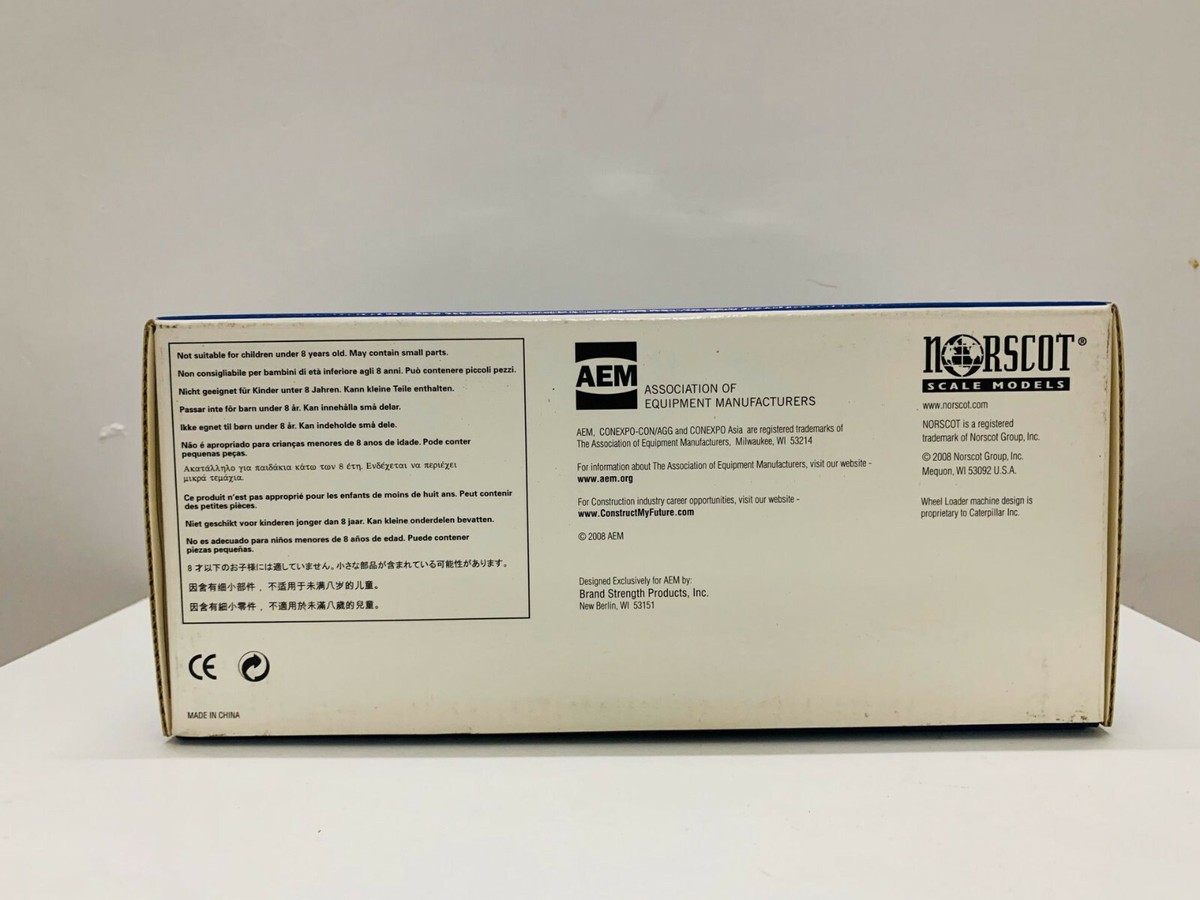 Not suitable for children under 8 years old. May contain small parts.
Non consigliabile per bambini di età inferiore agli 8 anni. Può contenere piccoli pezzi.
Nicht geeignet für Kinder unter 8 Jahren. Kann kleine Teile enthalten.
Passar inte för barn under 8 år. Kan innehålla små delar.
Ikke egnet til børn under 8 år. Kan indeholde små dele.
Não é apropriado para crianças menores de 8 anos de idade. Pode conter
pequenas peças.
Ακατάλληλο για παιδάκια κάτω των 8 έτη. Ενδέχεται να περιέχει
μικρά τεμάχια.
Ce produit n'est pas approprié pour les enfants de moins de huit ans. Peut contenir
des petites pièces.
Niet geschikt voor kinderen jonger dan 8 jaar. Kan kleine onderdelen bevatten.
No es adecuado para niños menores de 8 años de edad. Puede contener
piezas pequeñas.
8才以下のお子様には適していません。小さな部品が含まれている可能性があります。
因含有细小部件，不适用于未满八岁的儿童。
因含有細小零件，不適用於未滿八歲的兒童。
CE
MADE IN CHINA
AEM
ASSOCIATION OF
EQUIPMENT MANUFACTURERS
AEM, CONEXPO-CON/AGG and CONEXPO Asia are registered trademarks of
The Association of Equipment Manufacturers, Milwaukee, WI 53214
For information about The Association of Equipment Manufacturers, visit our website -
www.aem.org
For Construction industry career opportunities, visit our website -
www.ConstructMyFuture.com
© 2008 AEM
Designed Exclusively for AEM by:
Brand Strength Products, Inc.
New Berlin, WI 53151
NORSCOT®
SCALE MODELS
www.norscot.com
NORSCOT is a registered
trademark of Norscot Group, Inc.
© 2008 Norscot Group, Inc.
Mequon, WI 53092 U.S.A.
Wheel Loader machine design is
proprietary to Caterpillar Inc.